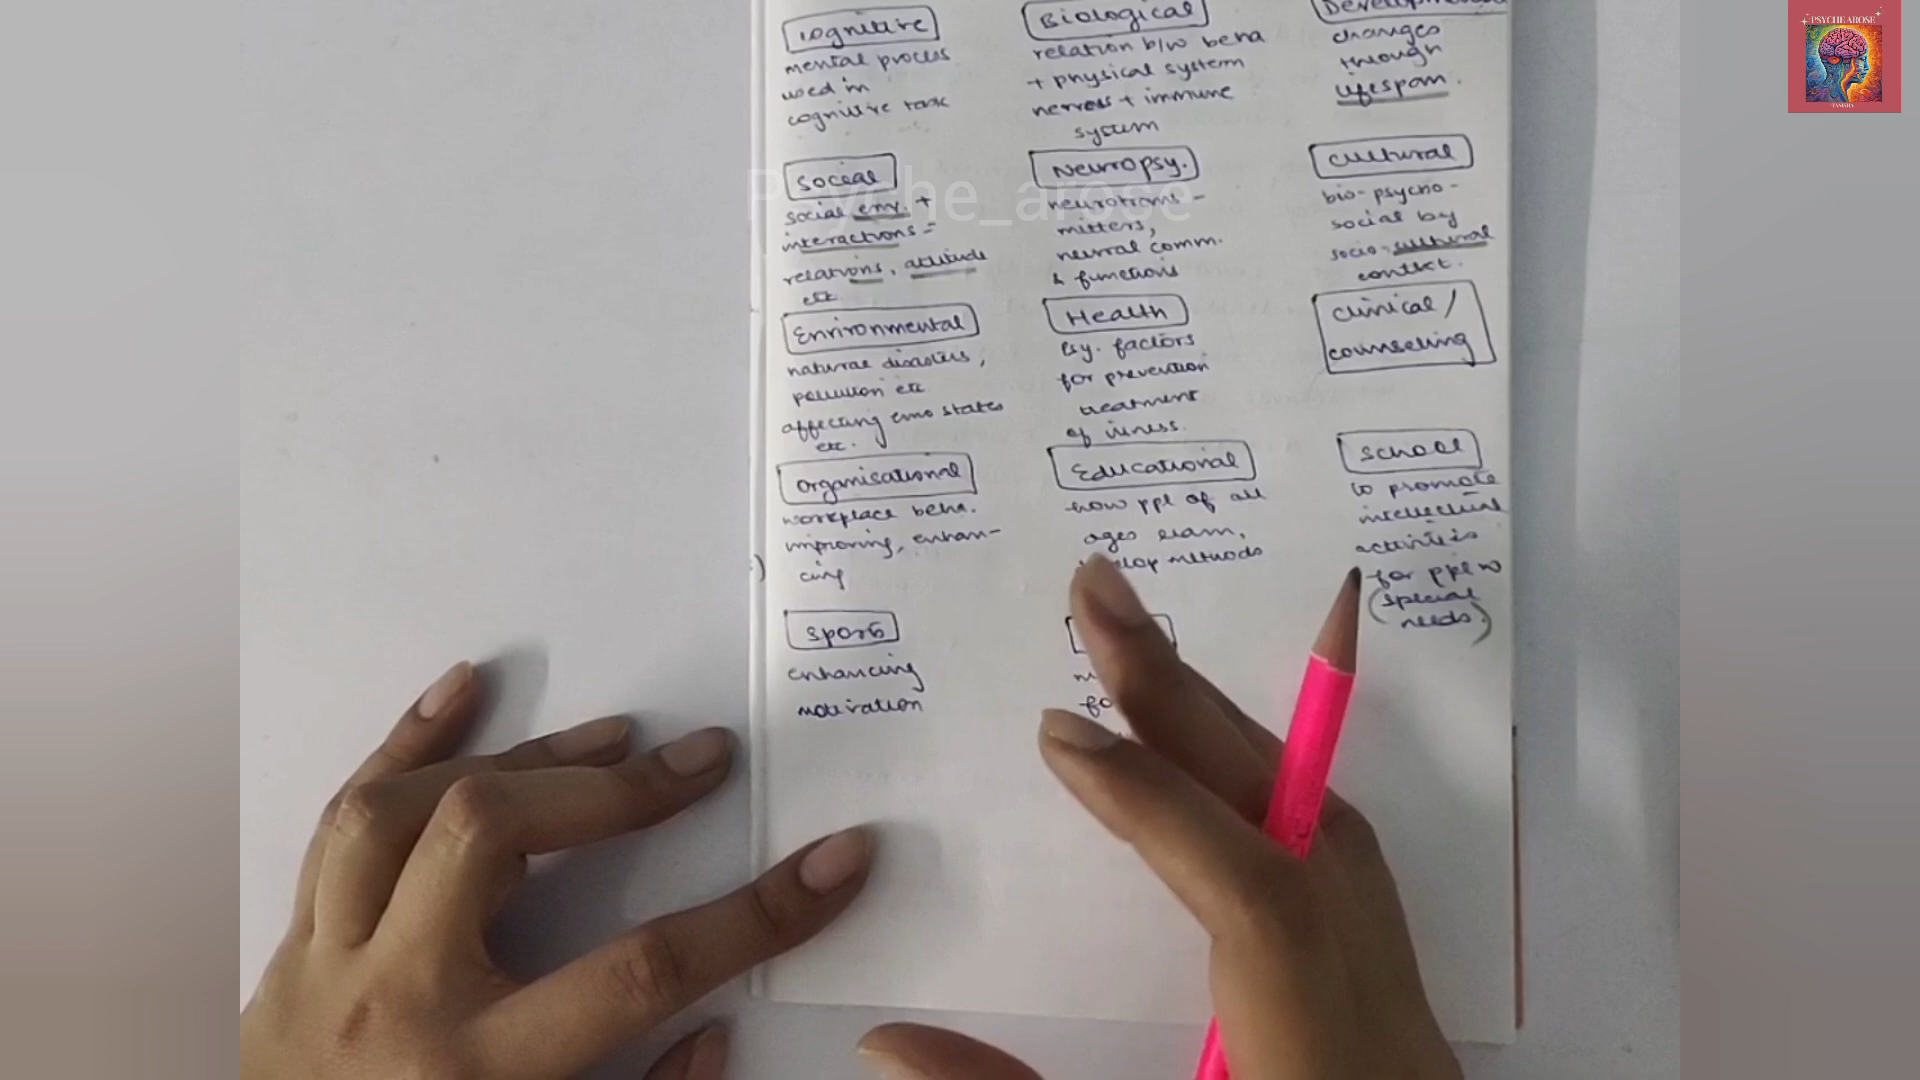 Cognitive
mental process
used in
cognitive task
Biological
relation b/w beha
+ physical system
nerves + immune
system
Developmental
changes
through
lifespan.
Social
social env. +
interactions =
relations, attitude
etc.
Neuropsy.
neurotrans-
mitters,
neural comm.
& functions
Cultural
bio-psycho-
social by
socio-cultural
context.
Environmental
natural disasters,
pollution etc
affecting emo states
etc.
Health
Psy. factors
for prevention
treatment
of illness.
Clinical /
counseling
Organisational
workplace beha.
improving, enhan-
cing
Educational
how ppl of all
ages learn,
methods
School
to promote
intellectual
activities
for ppl w
(special
needs.)
Sports
enhancing
motivation
Psyche_arose
PSYCHE AROSE